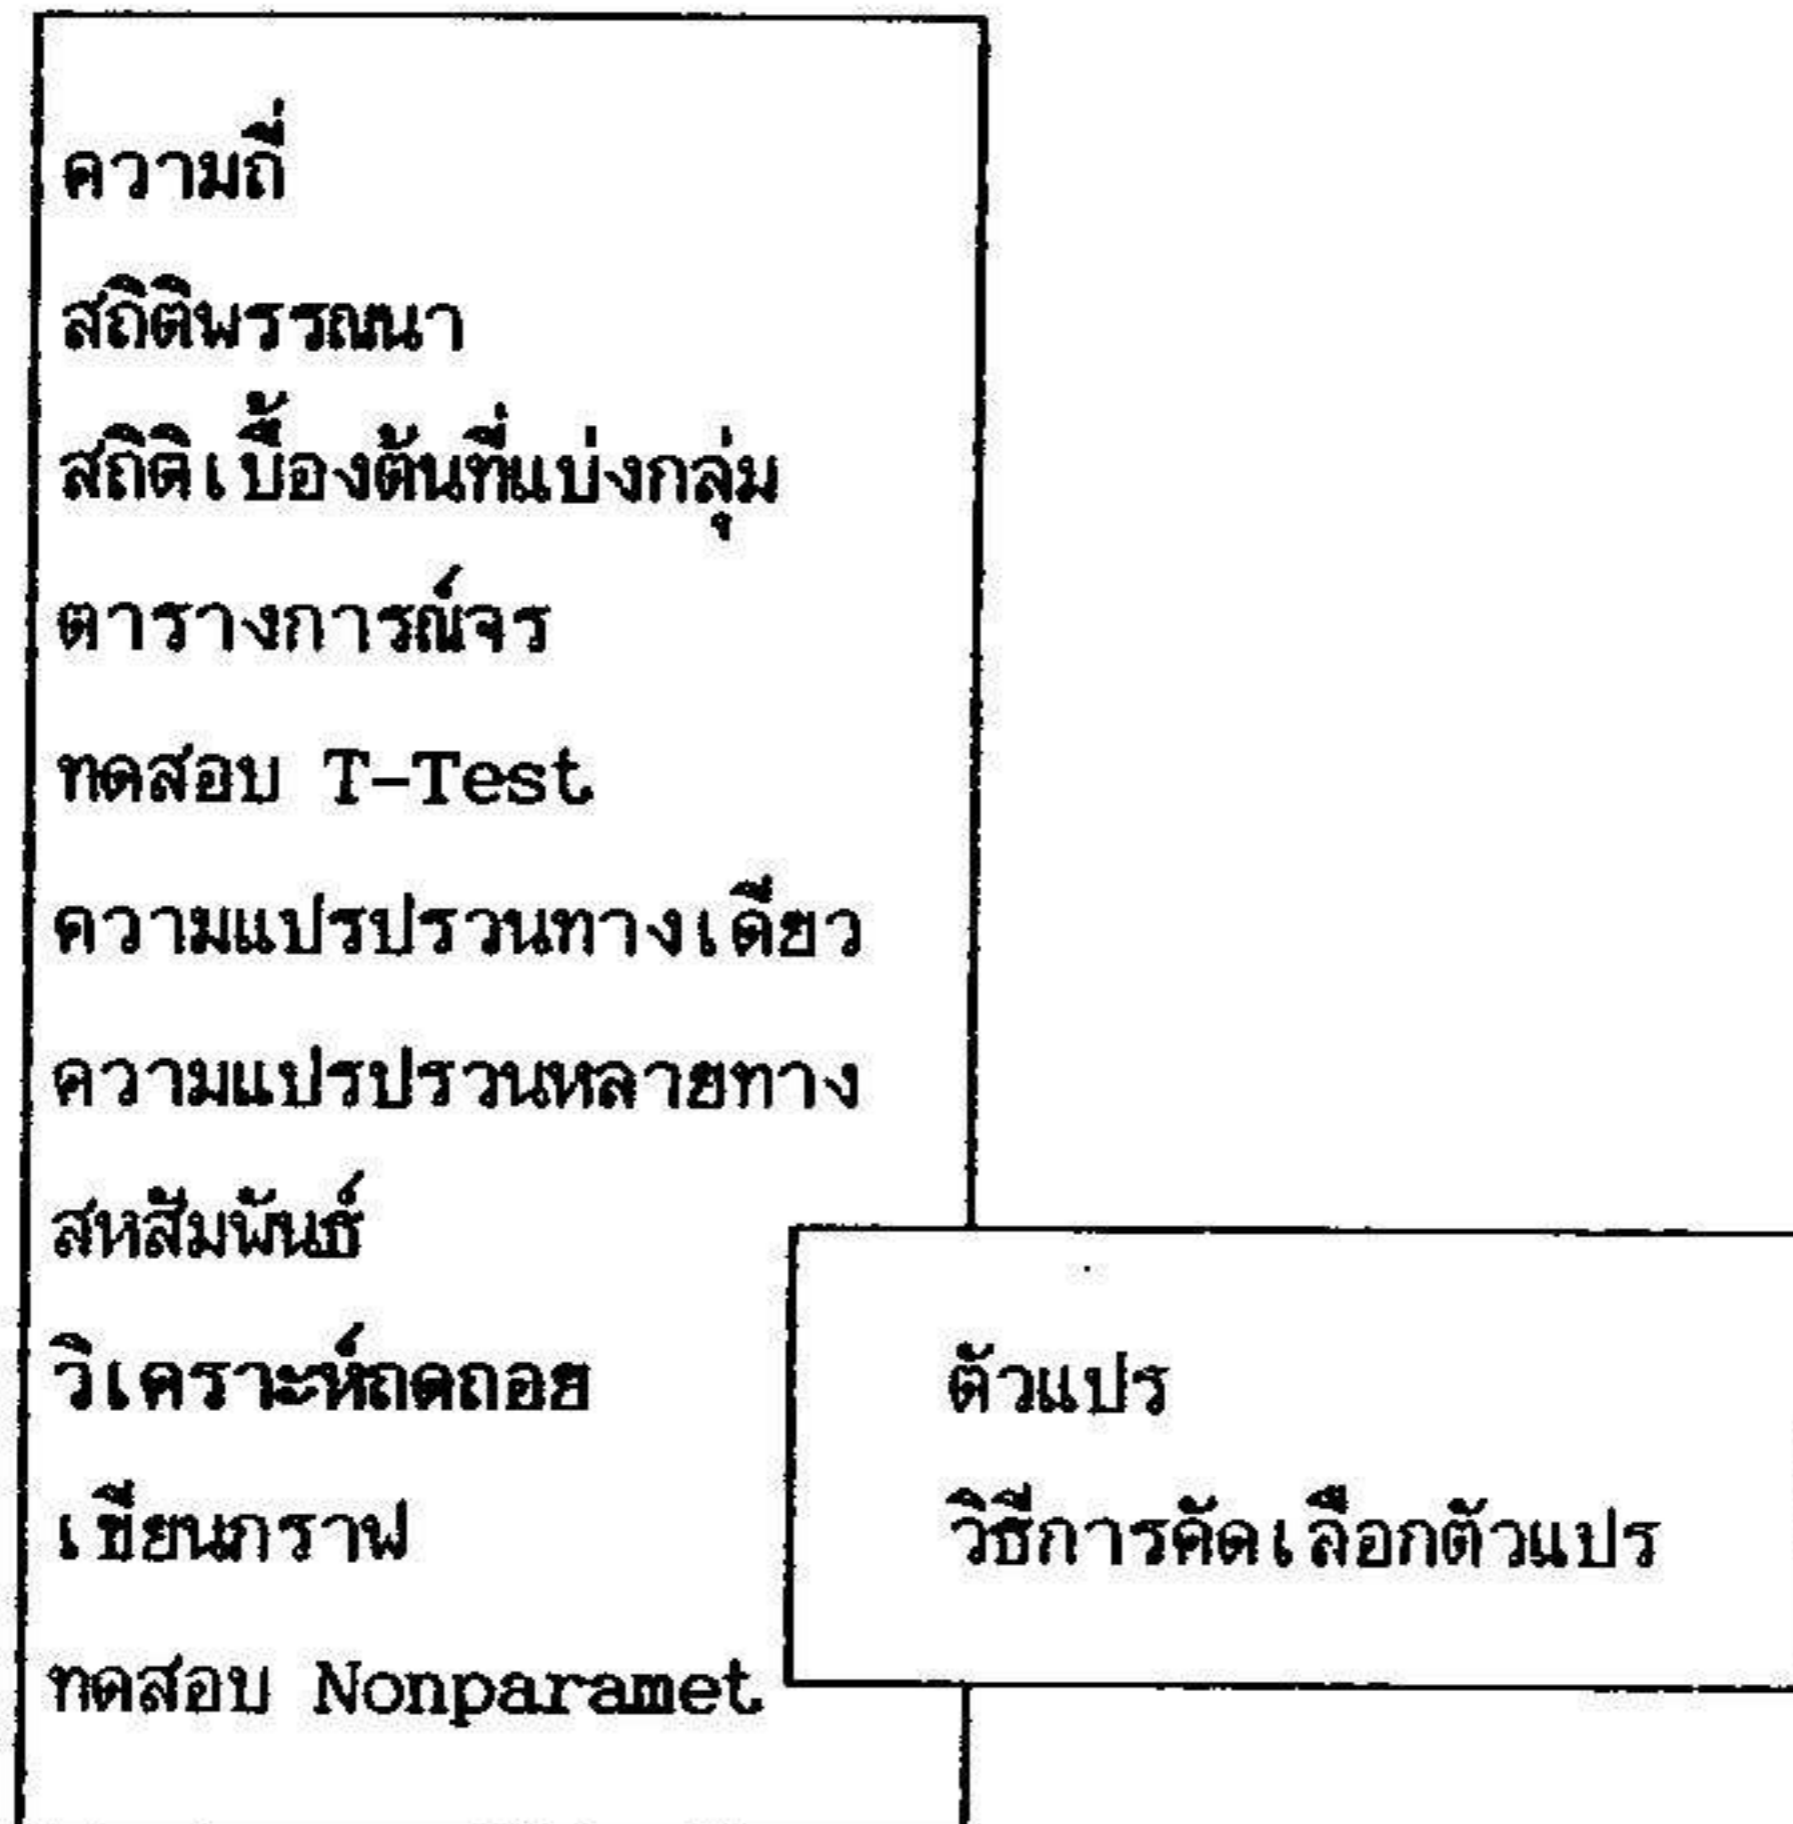 ความถี่
สถิติพรรณนา
สถิติเบื้องต้นที่แบ่งกลุ่ม
ตารางการณ์จร
ทดสอบ T-Test
ความแปรปรวนทางเดียว
ความแปรปรวนหลายทาง
สหสัมพันธ์
วิเคราะห์ถดถอย
เขียนกราฟ
ทดสอบ Nonparamet
ตัวแปร
วิธีการคัดเลือกตัวแปร